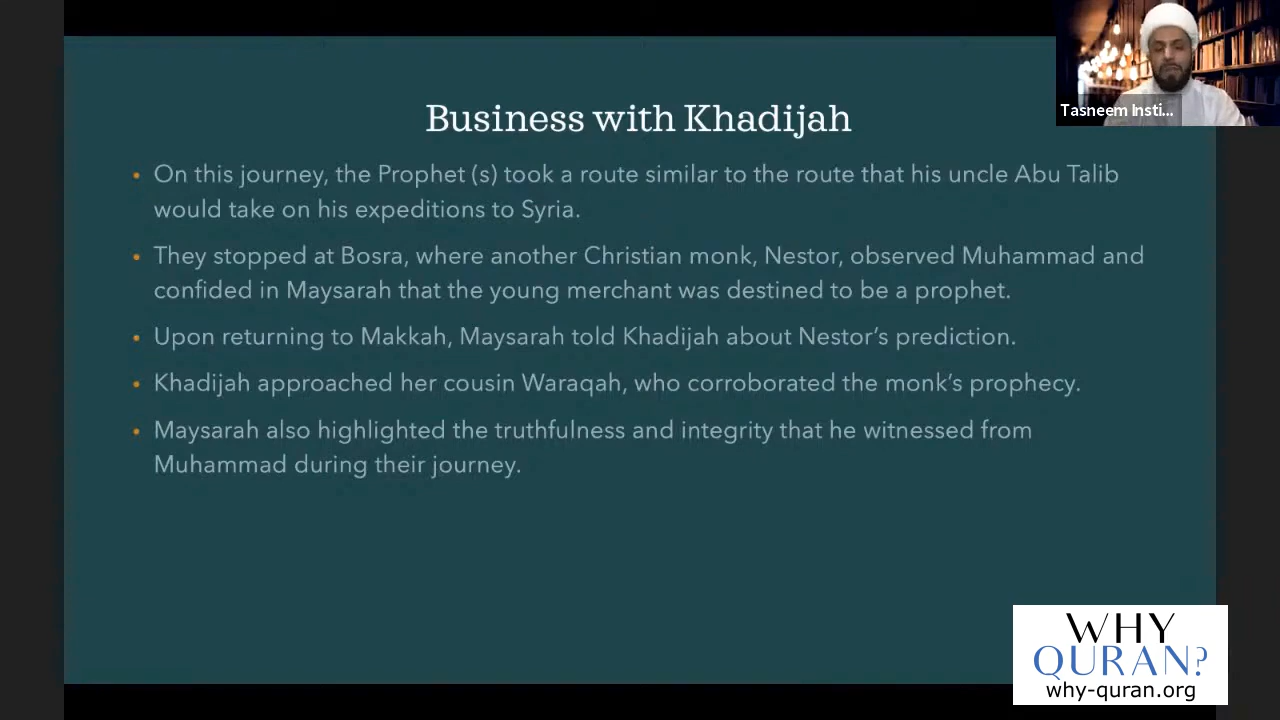 Business with Khadijah
• On this journey, the Prophet (s) took a route similar to the route that his uncle Abu Talib
would take on his expeditions to Syria.
• They stopped at Bosra, where another Christian monk, Nestor, observed Muhammad and
confided in Maysarah that the young merchant was destined to be a prophet.
• Upon returning to Makkah, Maysarah told Khadijah about Nestor’s prediction.
• Khadijah approached her cousin Waraqah, who corroborated the monk’s prophecy.
• Maysarah also highlighted the truthfulness and integrity that he witnessed from
Muhammad during their journey.
Tasneem Insti...
WHY
QURAN?
why-quran.org